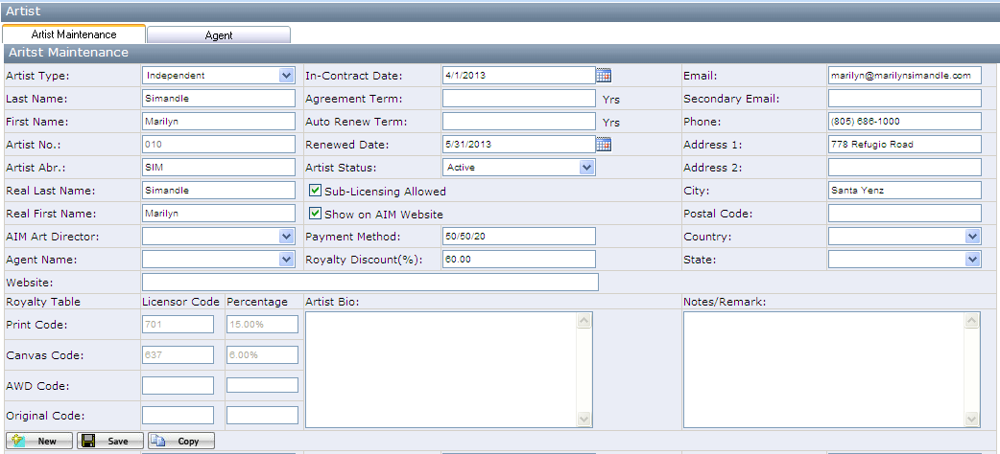 Artist
Artist Maintenance Agent
Aritst Maintenance
Artist Type: Independent In-Contract Date: 4/1/2013 Email: marilyn@marilynsimandle.com
Last Name: Simandle Agreement Term: Yrs Secondary Email:
First Name: Marilyn Auto Renew Term: Yrs Phone: (805) 686-1000
Artist No.: 010 Renewed Date: 5/31/2013 Address 1: 778 Refugio Road
Artist Abr.: SIM Artist Status: Active Address 2:
Real Last Name: Simandle Sub-Licensing Allowed City: Santa Yenz
Real First Name: Marilyn Show on AIM Website Postal Code:
AIM Art Director: Payment Method: 50/50/20 Country:
Agent Name: Royalty Discount(%): 60.00 State:
Website:
Royalty Table Licensor Code Percentage Artist Bio: Notes/Remark:
Print Code: 701 15.00%
Canvas Code: 637 6.00%
AWD Code:
Original Code:
New Save Copy